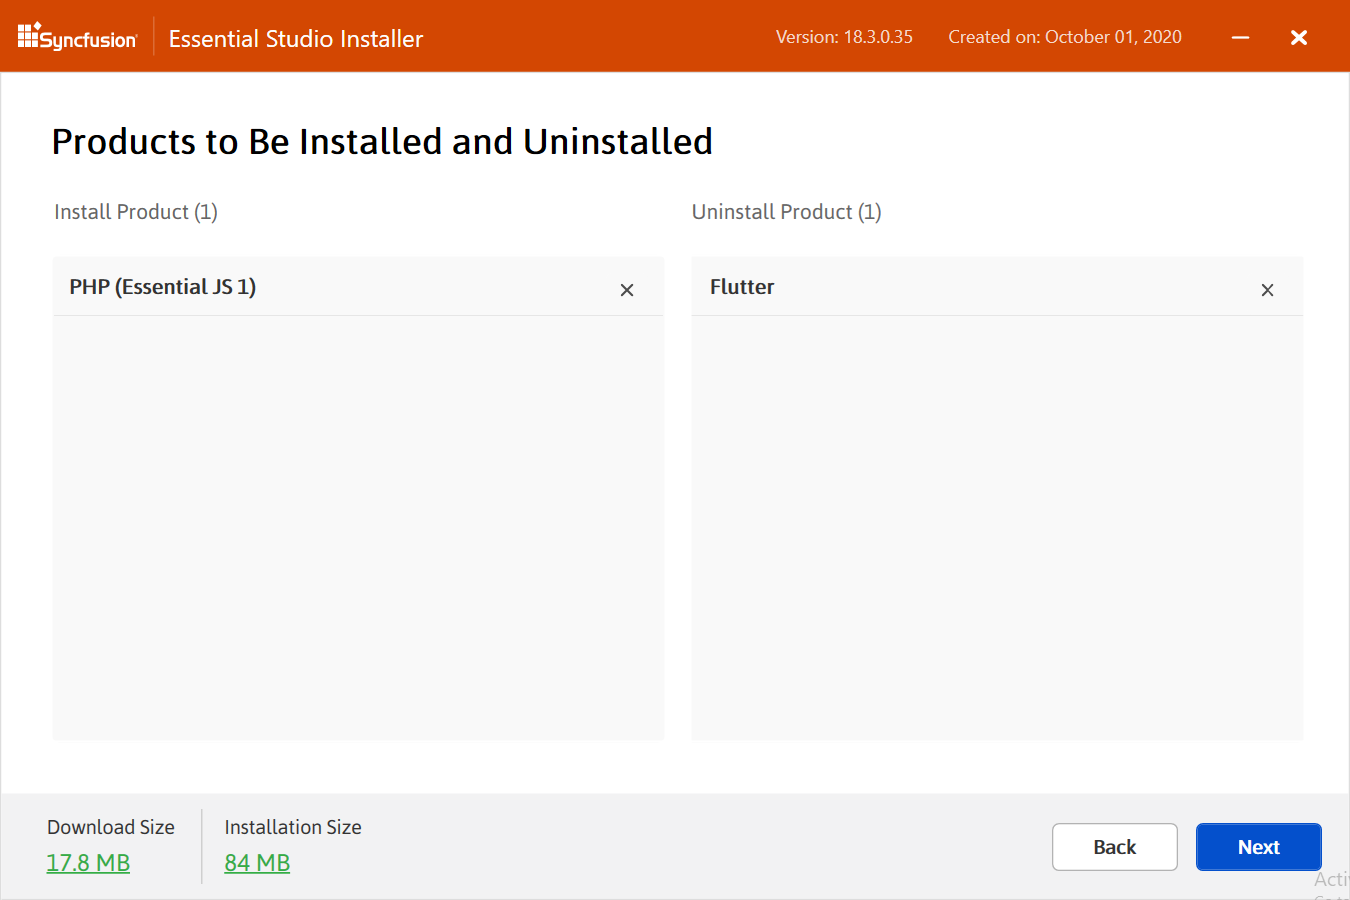 Syncfusion
Essential Studio Installer
Version: 18.3.0.35
Created on: October 01, 2020
Products to Be Installed and Uninstalled
Install Product (1)
Uninstall Product (1)
PHP (Essential JS 1)
Flutter
Download Size
Installation Size
17.8 MB
84 MB
Back
Next